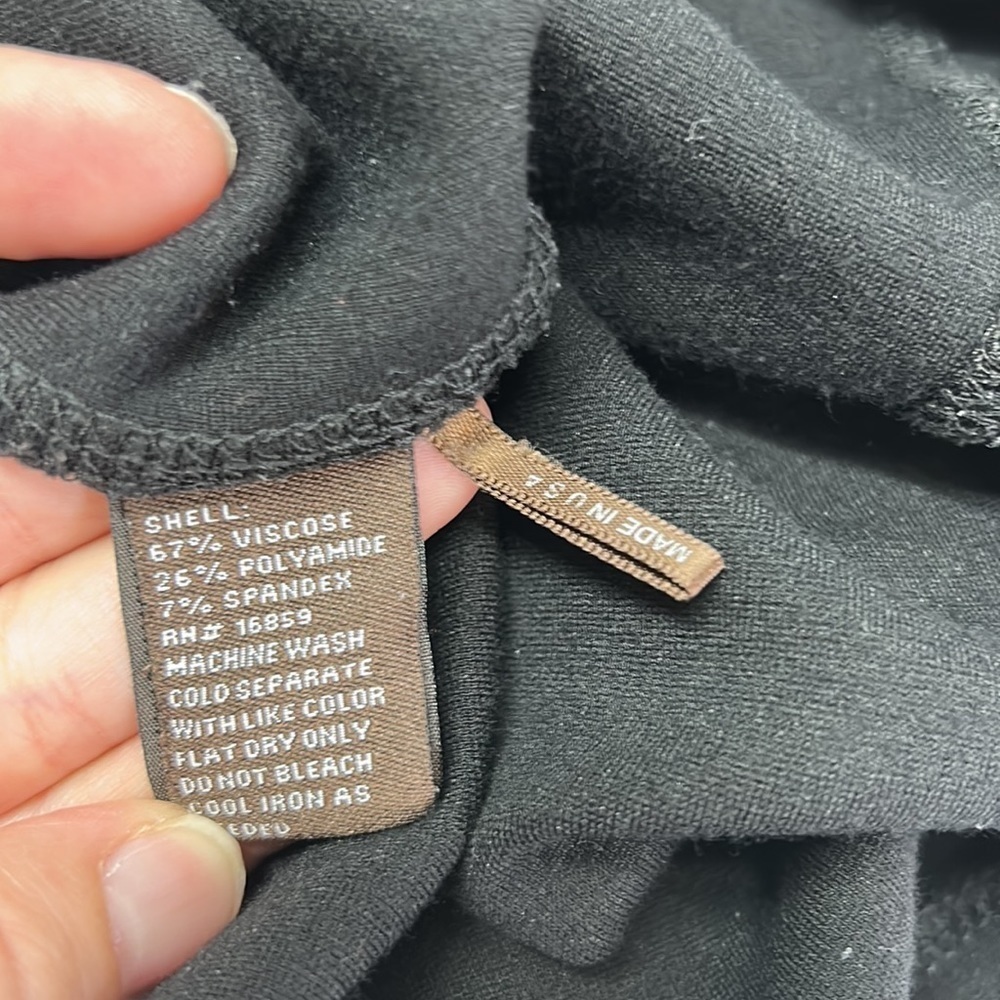 SHELL:
67% VISCOSE
26% POLYAMIDE
7% SPANDEX
RN# 16859
MACHINE WASH
COLD SEPARATE
WITH LIKE COLOR
FLAT DRY ONLY
DO NOT BLEACH
COOL IRON AS
MADE IN USA